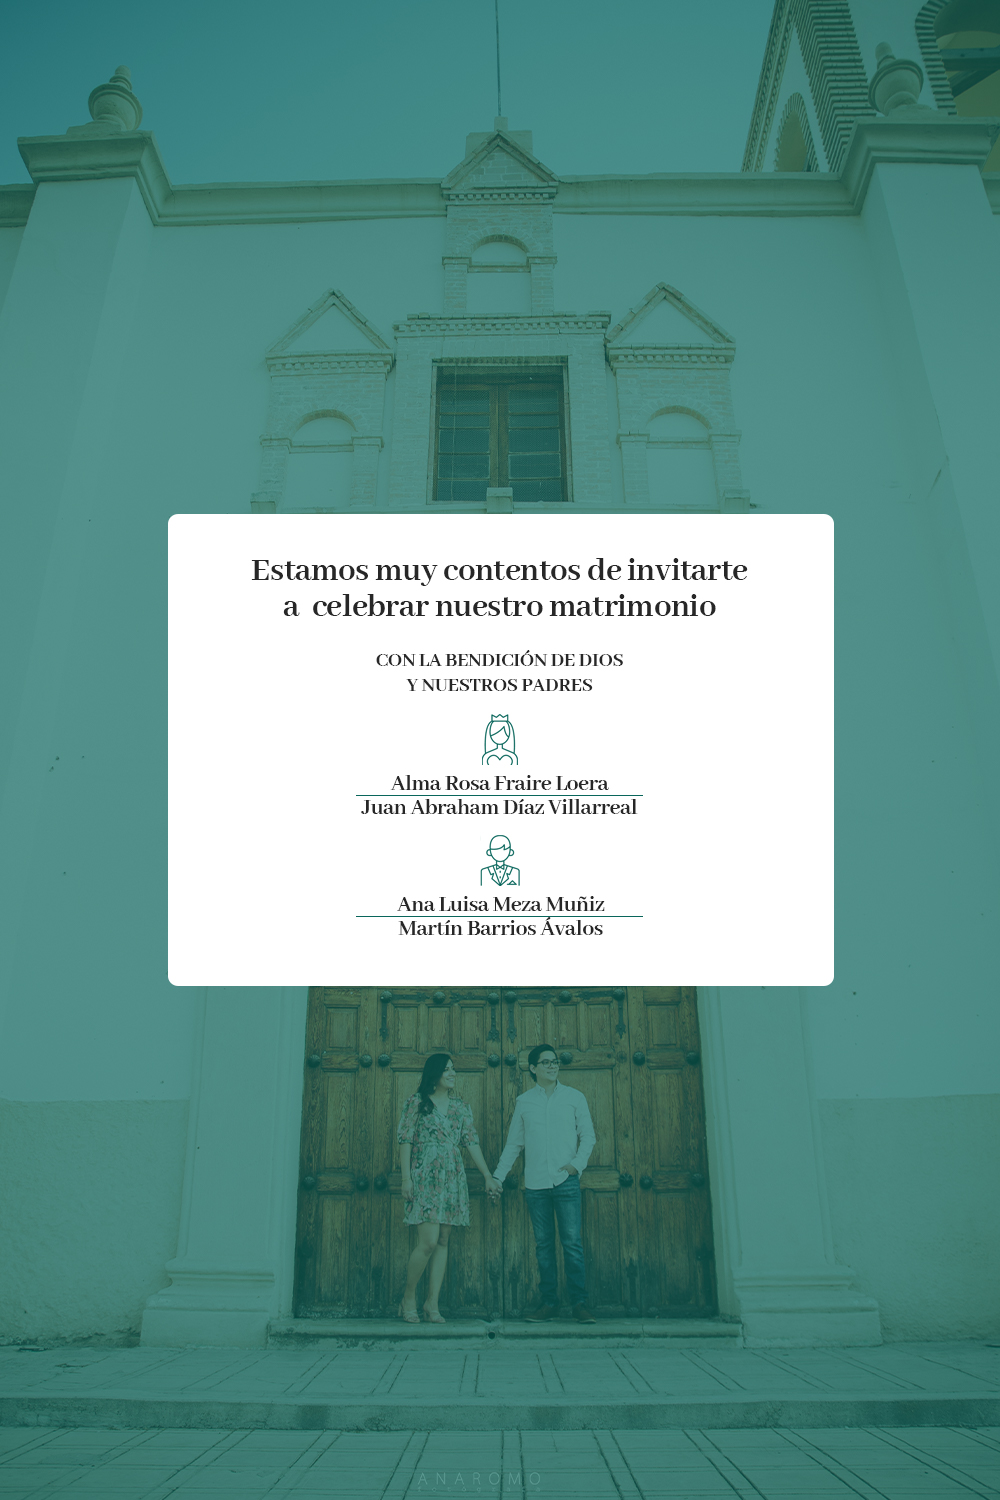 Estamos muy contentos de invitarte
a celebrar nuestro matrimonio
CON LA BENDICIÓN DE DIOS
Y NUESTROS PADRES
Alma Rosa Fraire Loera
Juan Abraham Díaz Villarreal
Ana Luisa Meza Muñiz
Martín Barrios Ávalos
ANAROMO